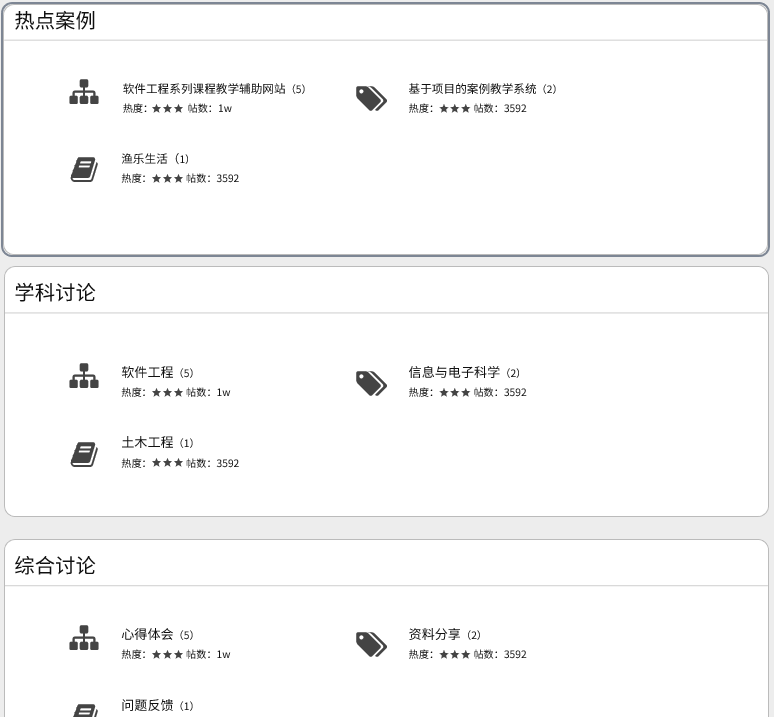 热点案例
软件工程系列课程教学辅助网站（5）
热度：★★★ 帖数：1w
基于项目的案例教学系统（2）
热度：★★★ 帖数：3592
渔乐生活（1）
热度：★★★ 帖数：3592
学科讨论
软件工程（5）
热度：★★★ 帖数：1w
信息与电子科学（2）
热度：★★★ 帖数：3592
土木工程（1）
热度：★★★ 帖数：3592
综合讨论
心得体会（5）
热度：★★★ 帖数：1w
资料分享（2）
热度：★★★ 帖数：3592
问题反馈（1）